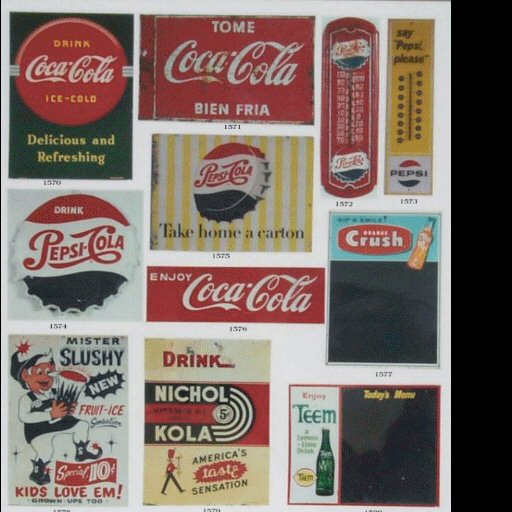 DRINK
Coca-Cola
ICE-COLD
Delicious and
Refreshing
1570
TOME
Coca-Cola
BIEN FRIA
1571
Pepsi-Cola
Pepsi-Cola
1572
say
"Pepsi,
please"
PEPSI
1573
DRINK
PEPSI-COLA
1574
PEPSI-COLA
Take home a carton
1575
ENJOY Coca-Cola
1576
SIP A SMILE!
ORANGE
Crush
1577
MISTER
SLUSHY
NEW
FRUIT-ICE
Sensation
Special 10¢
KIDS LOVE EM!
GROWN-UPS TOO
1578
DRINK
NICHOL
5¢
KOLA
AMERICA'S
taste
SENSATION
1579
Enjoy
Teem
a
Lemon
-Lime
Drink
Teem
Today's Menu
1580